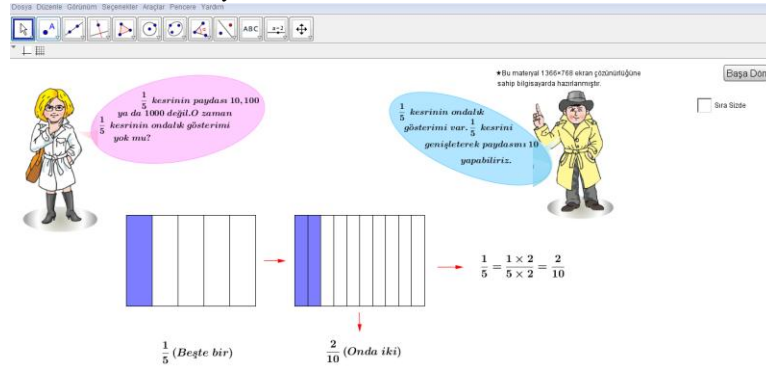 Dosya Düzenle Görünüm Seçenekler Araçlar Pencere Yardım
ABC
a=2
★Bu materyal 1366×768 ekran çözünürlüğüne
sahip bilgisayarda hazırlanmıştır.
Başa Dön
Sıra Sizde
1/5 kesrinin paydası 10, 100
ya da 1000 değil.O zaman
1/5 kesrinin ondalık gösterimi
yok mu?
1/5 kesrinin ondalık
gösterimi var. 1/5 kesrini
genişleterek paydasını 10
yapabiliriz.
1/5 = 1 × 2 / 5 × 2 = 2/10
1/5 (Beşte bir)
2/10 (Onda iki)